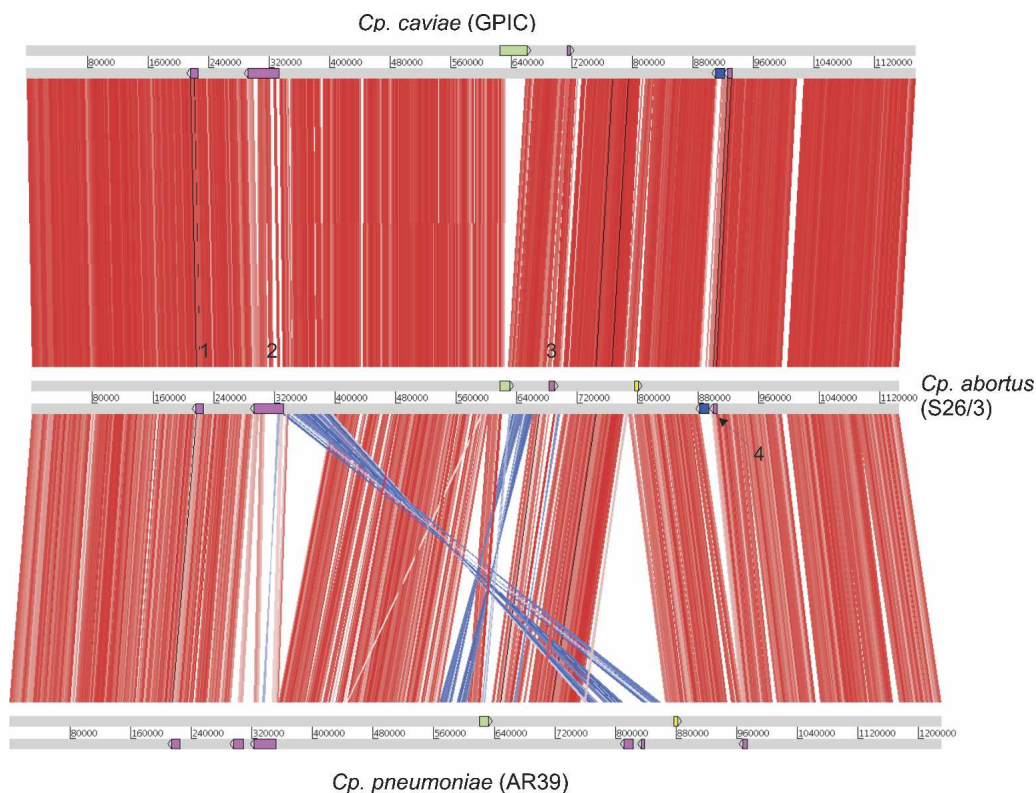 Cp. caviae (GPIC)
80000 160000 240000 320000 400000 480000 560000 640000 720000 800000 880000 960000 1040000 1120000
1 2 3
Cp. abortus
(S26/3)
80000 160000 240000 320000 400000 480000 560000 640000 720000 800000 880000 960000 1040000 1120000
4
80000 160000 240000 320000 400000 480000 560000 640000 720000 800000 880000 960000 1040000 1120000 1200000
Cp. pneumoniae (AR39)